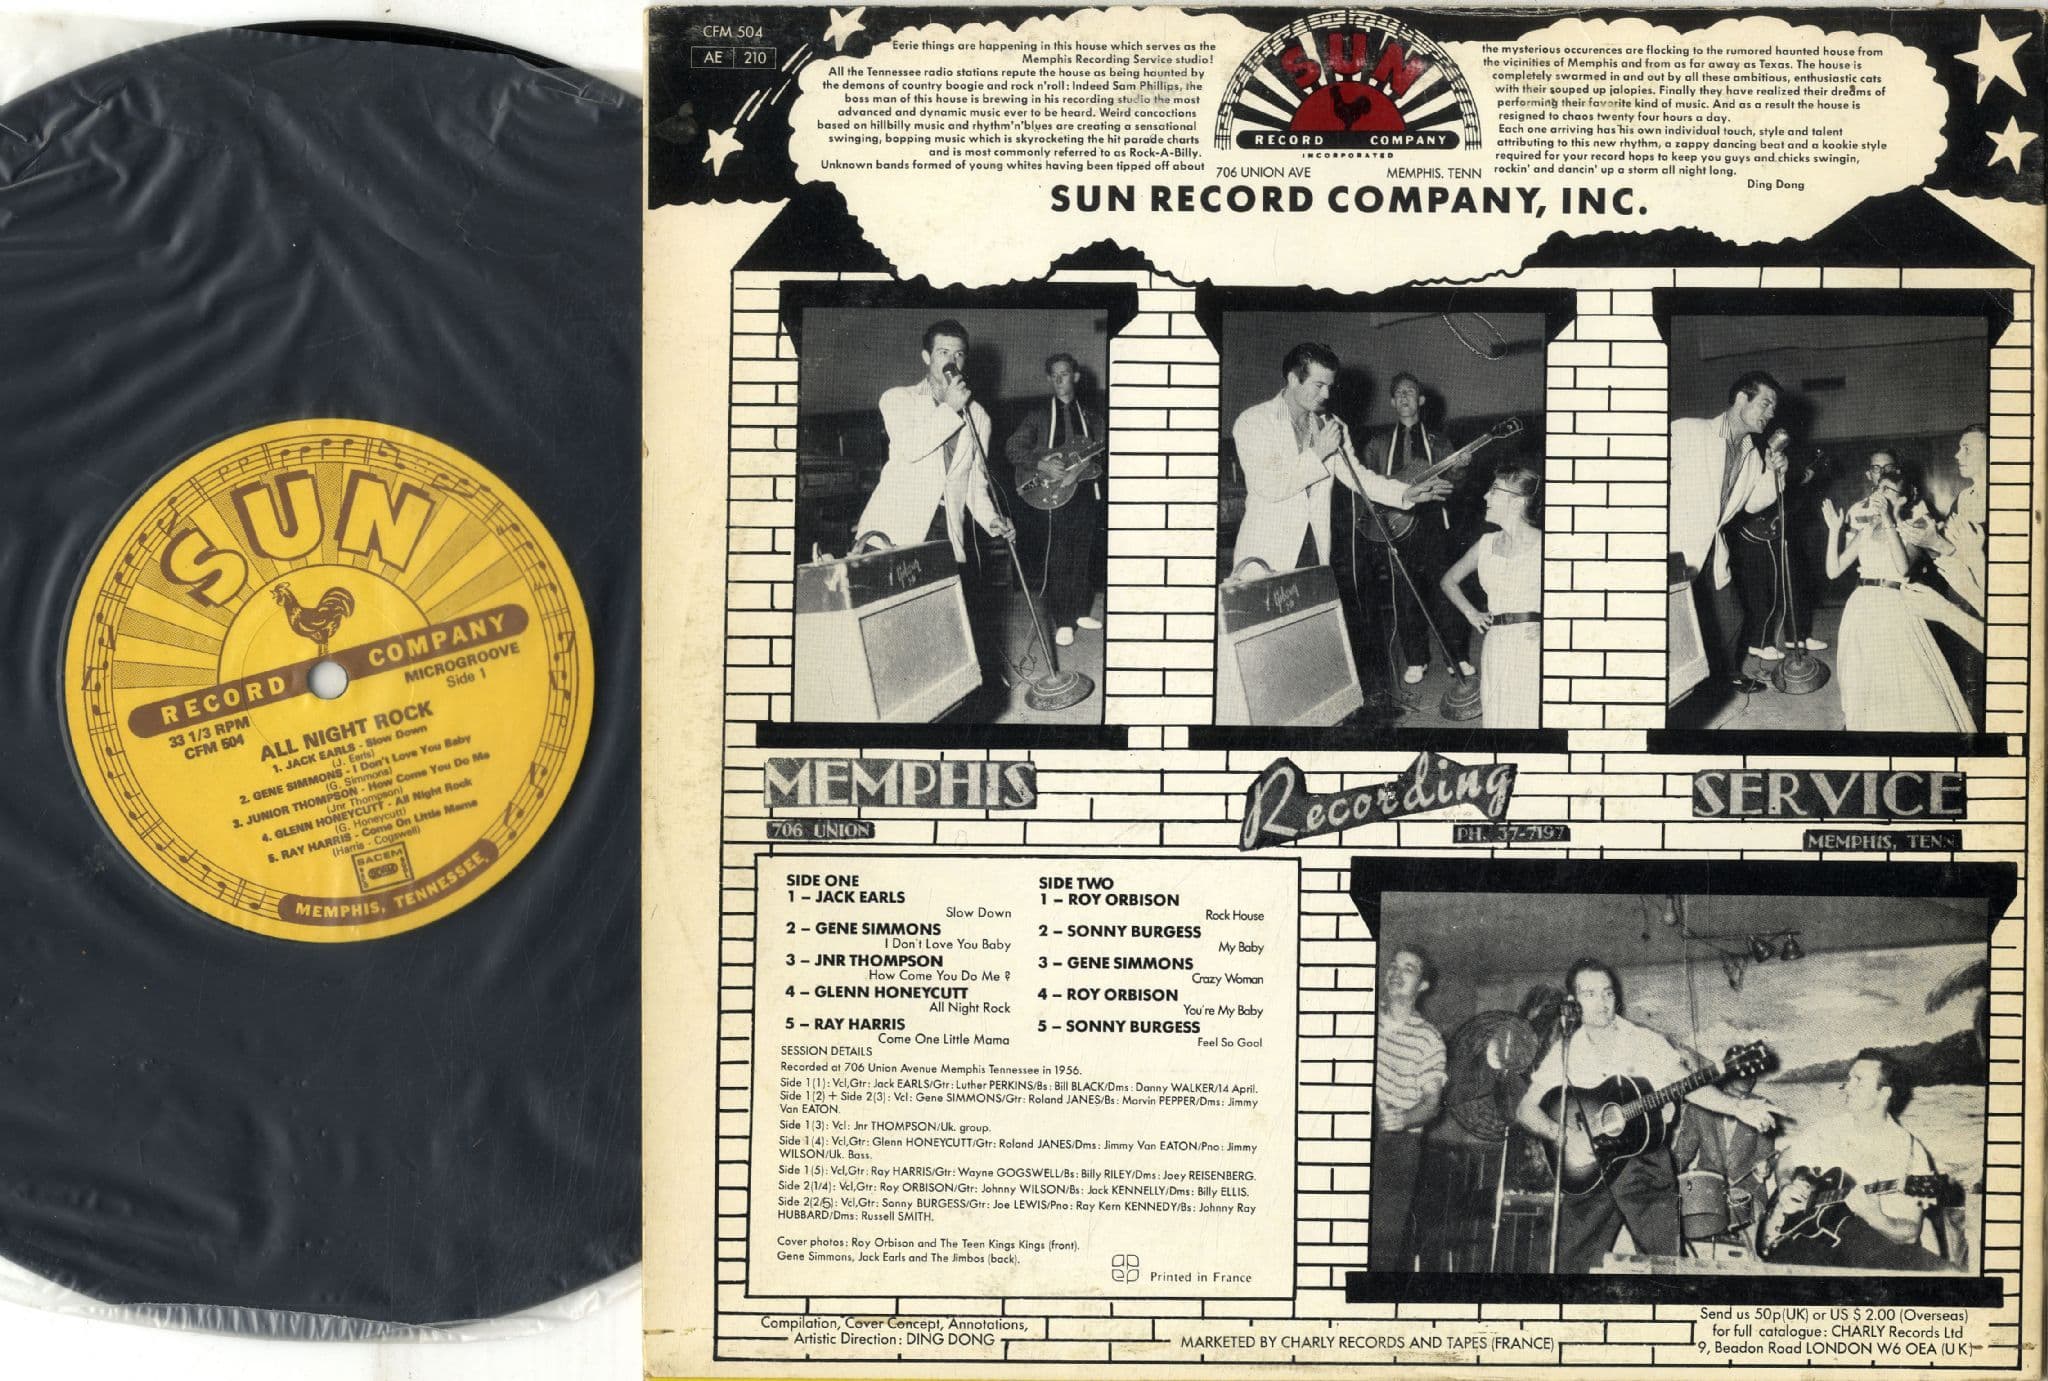 SUN
RECORD COMPANY
MICROGROOVE
Side 1
33 1/3 RPM
CFM 504
ALL NIGHT ROCK
1. JACK EARLS - Slow Down
(J. Earls)
2. GENE SIMMONS - I Don't Love You Baby
(G. Simmons)
3. JUNIOR THOMPSON - How Come You Do Me
(Jnr Thompson)
4. GLENN HONEYCUTT - All Night Rock
(G. Honeycutt)
5. RAY HARRIS - Come On Little Mama
(Harris - Cogswell)
SACEM
MEMPHIS, TENNESSEE
CFM 504
AE 210
Eerie things are happening in this house which serves as the
Memphis Recording Service studio!
All the Tennessee radio stations repute the house as being haunted by
the demons of country boogie and rock n'roll: Indeed Sam Phillips, the
boss man of this house is brewing in his recording studio the most
advanced and dynamic music ever to be heard. Weird concoctions
based on hillbilly music and rhythm'n'blues are creating a sensational
swinging, bopping music which is skyrocketing the hit parade charts
and is most commonly referred to as Rock-A-Billy.
Unknown bands formed of young whites having been tipped off about
SUN
RECORD COMPANY
INCORPORATED
706 UNION AVE MEMPHIS. TENN
the mysterious occurences are flocking to the rumored haunted house from
the vicinities of Memphis and from as far away as Texas. The house is
completely swarmed in and out by all these ambitious, enthusiastic cats
with their souped up jalopies. Finally they have realized their dreams of
performing their favorite kind of music. And as a result the house is
resigned to chaos twenty four hours a day.
Each one arriving has his own individual touch, style and talent
attributing to this new rhythm, a zappy dancing beat and a kookie style
required for your record hops to keep you guys and chicks swingin,
rockin' and dancin' up a storm all night long.
Ding Dong
SUN RECORD COMPANY, INC.
Gibson
Gibson
MEMPHIS Recording SERVICE
706 UNION PH. 37-7197 MEMPHIS, TENN.
SIDE ONE
1 – JACK EARLS
Slow Down
2 – GENE SIMMONS
I Don't Love You Baby
3 – JNR THOMPSON
How Come You Do Me ?
4 – GLENN HONEYCUTT
All Night Rock
5 – RAY HARRIS
Come One Little Mama
SIDE TWO
1 – ROY ORBISON
Rock House
2 – SONNY BURGESS
My Baby
3 – GENE SIMMONS
Crazy Woman
4 – ROY ORBISON
You're My Baby
5 – SONNY BURGESS
Feel So Gool
SESSION DETAILS
Recorded at 706 Union Avenue Memphis Tennessee in 1956.
Side 1(1): Vcl,Gtr: Jack EARLS/Gtr: Luther PERKINS/Bs: Bill BLACK/Dms: Danny WALKER/14 April.
Side 1(2) + Side 2(3): Vcl: Gene SIMMONS/Gtr: Roland JANES/Bs: Marvin PEPPER/Dms: Jimmy
Van EATON.
Side 1(3): Vcl: Jnr THOMPSON/Uk. group.
Side 1(4): Vcl,Gtr: Glenn HONEYCUTT/Gtr: Roland JANES/Dms: Jimmy Van EATON/Pno: Jimmy
WILSON/Uk. Bass.
Side 1(5): Vcl,Gtr: Ray HARRIS/Gtr: Wayne GOGSWELL/Bs: Billy RILEY/Dms: Joey REISENBERG.
Side 2(1/4): Vcl,Gtr: Roy ORBISON/Gtr: Johnny WILSON/Bs: Jack KENNELLY/Dms: Billy ELLIS.
Side 2(2/5): Vcl,Gtr: Sonny BURGESS/Gtr: Joe LEWIS/Pno: Ray Kern KENNEDY/Bs: Johnny Ray
HUBBARD/Dms: Russell SMITH.
Cover photos: Roy Orbison and The Teen Kings Kings (front).
Gene Simmons, Jack Earls and The Jimbos (back).
Printed in France
Compilation, Cover Concept, Annotations,
Artistic Direction: DING DONG
MARKETED BY CHARLY RECORDS AND TAPES (FRANCE)
Send us 50p(UK) or US $ 2.00 (Overseas)
for full catalogue: CHARLY Records Ltd
9, Beadon Road LONDON W6 OEA (UK)